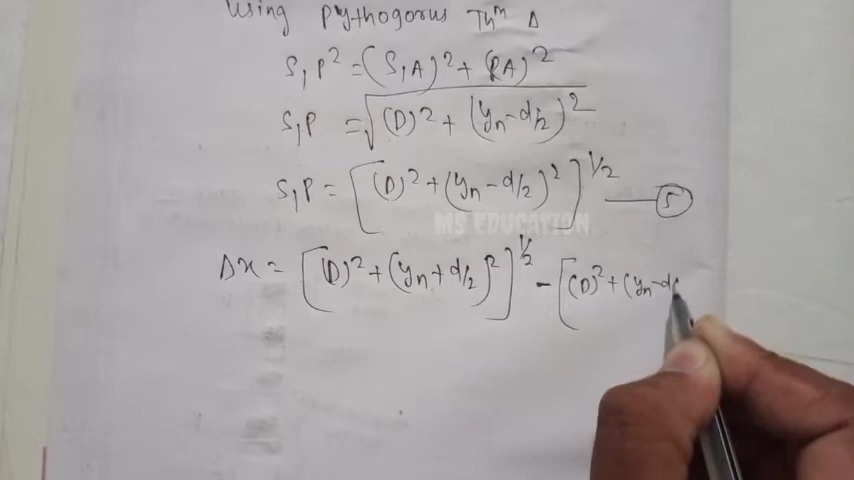 Using Pythogorus Thm Δ
S₁P² = (S₁A)² + (PA)²
S₁P = √(D)² + (yn - d/2)²
S₁P = [(D)² + (yn - d/2)²]^1/2 — 5
MS EDUCATION
Δx = [(D)² + (yn + d/2)²]^1/2 - [(D)² + (yn - d